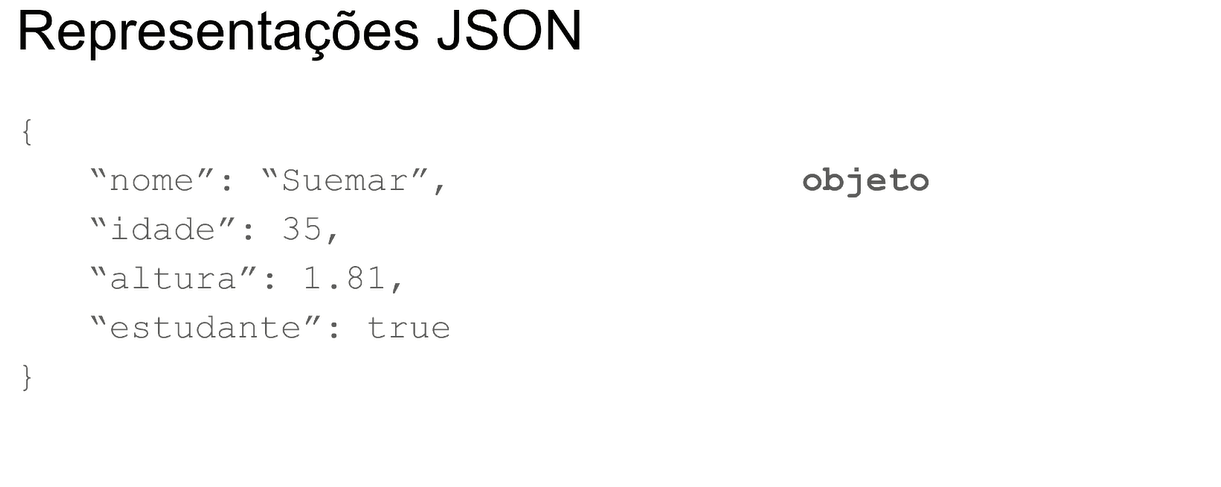 Representações JSON
{
“nome”: “Suemar”,
objeto
“idade”: 35,
“altura”: 1.81,
“estudante”: true
}